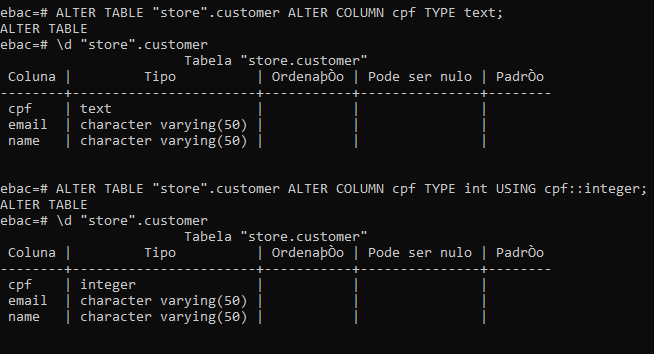 ebac=# ALTER TABLE "store".customer ALTER COLUMN cpf TYPE text;
ALTER TABLE
ebac=# \d "store".customer
                       Tabela "store.customer"
 Coluna |         Tipo          | OrdenaþÒo | Pode ser nulo | PadrÒo
--------+-----------------------+-----------+---------------+--------
 cpf    | text                  |           |               |
 email  | character varying(50) |           |               |
 name   | character varying(50) |           |               |
ebac=# ALTER TABLE "store".customer ALTER COLUMN cpf TYPE int USING cpf::integer;
ALTER TABLE
ebac=# \d "store".customer
                       Tabela "store.customer"
 Coluna |         Tipo          | OrdenaþÒo | Pode ser nulo | PadrÒo
--------+-----------------------+-----------+---------------+--------
 cpf    | integer               |           |               |
 email  | character varying(50) |           |               |
 name   | character varying(50) |           |               |